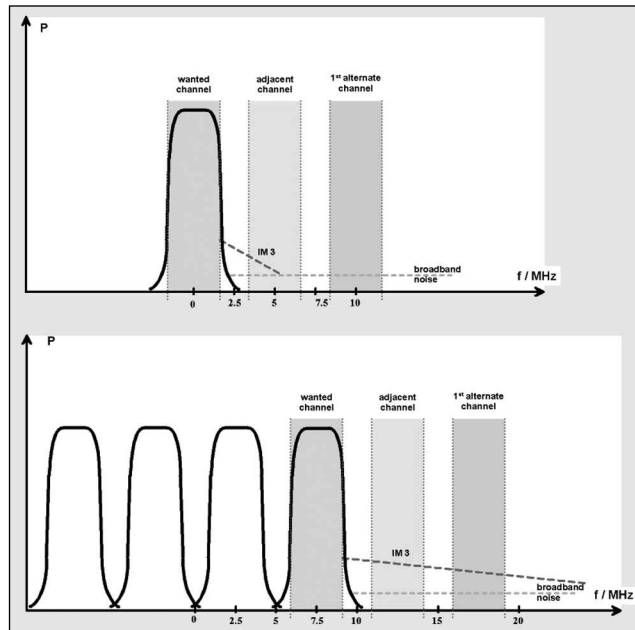 P
wanted
channel
adjacent
channel
1st alternate
channel
IM 3
broadband
noise
f / MHz
0 2.5 5 7.5 10
P
wanted
channel
adjacent
channel
1st alternate
channel
IM 3
broadband
noise
f / MHz
0 2.5 5 7.5 10 15 20